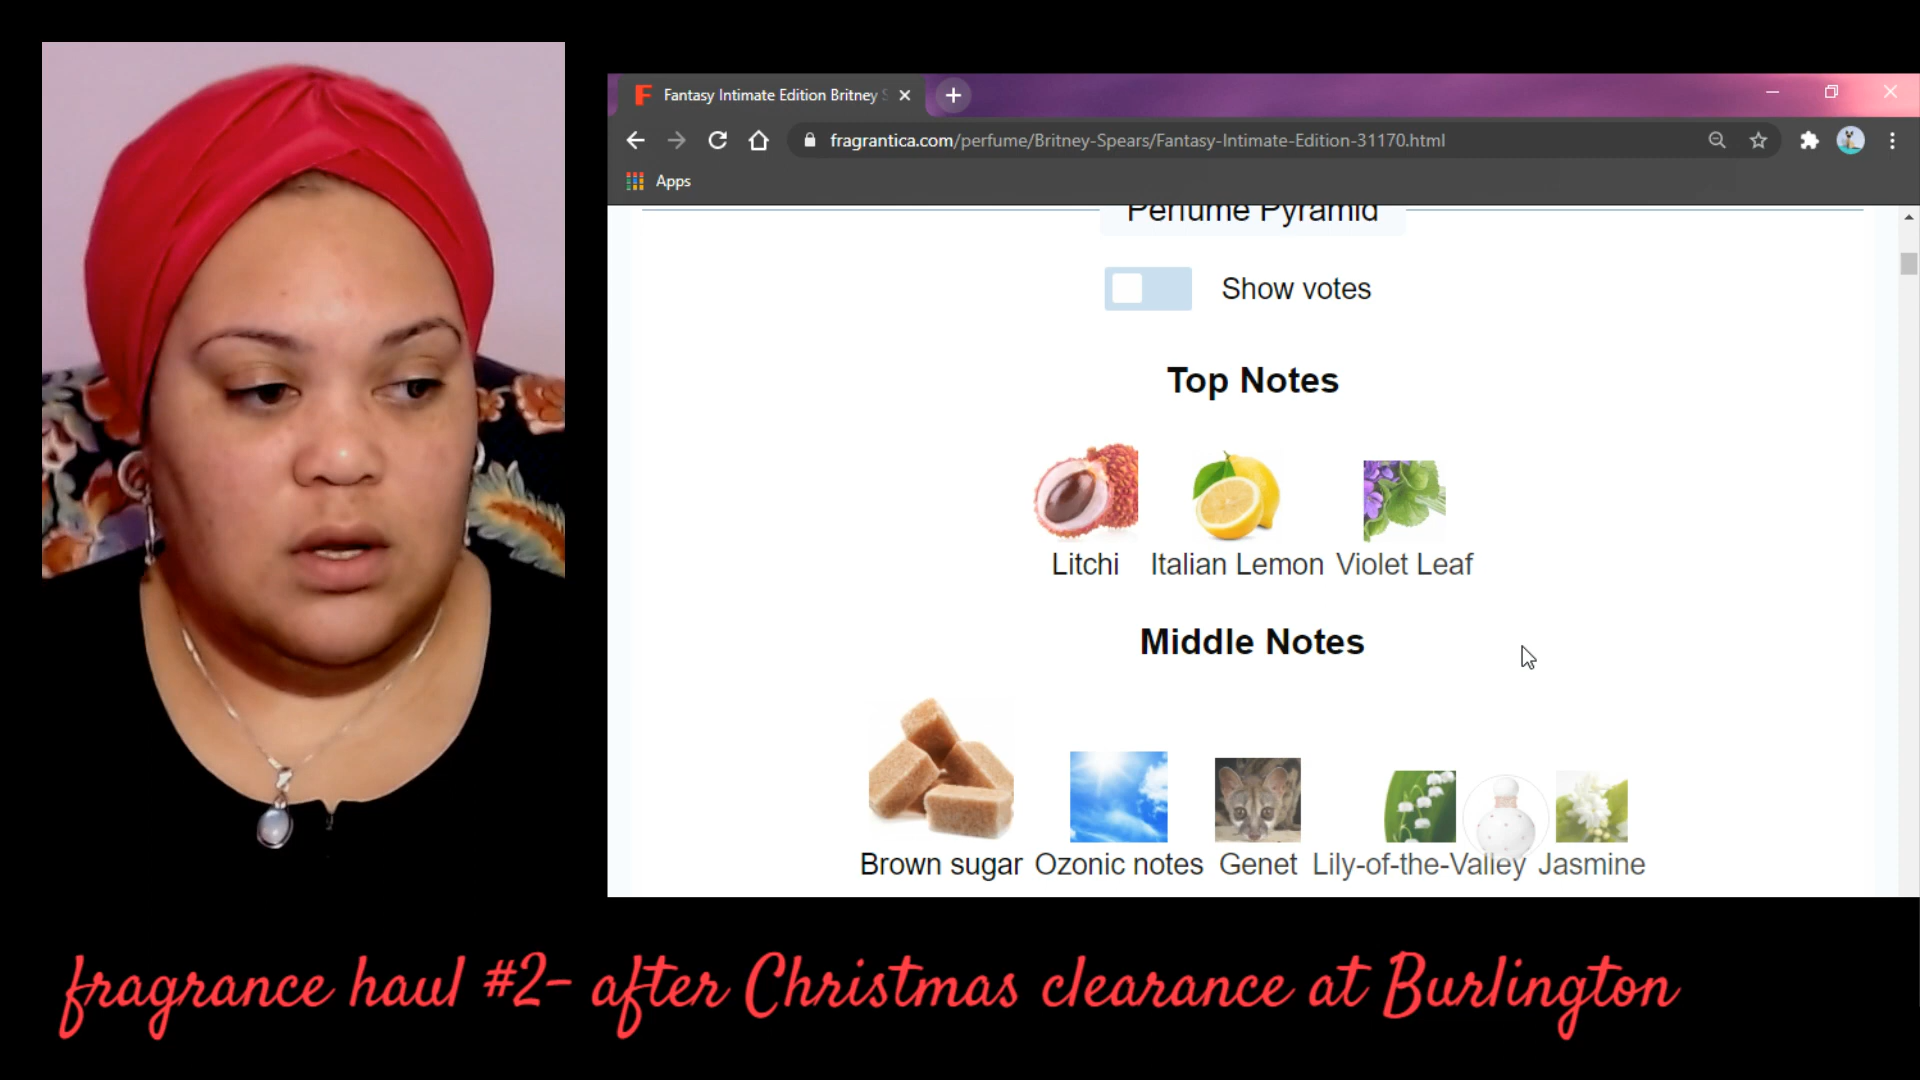 Fantasy Intimate Edition Britney S
fragrantica.com/perfume/Britney-Spears/Fantasy-Intimate-Edition-31170.html
Apps
Perfume Pyramid
Show votes
Top Notes
Litchi Italian Lemon Violet Leaf
Middle Notes
Brown sugar Ozonic notes Genet Lily-of-the-Valley Jasmine
fragrance haul #2- after Christmas clearance at Burlington